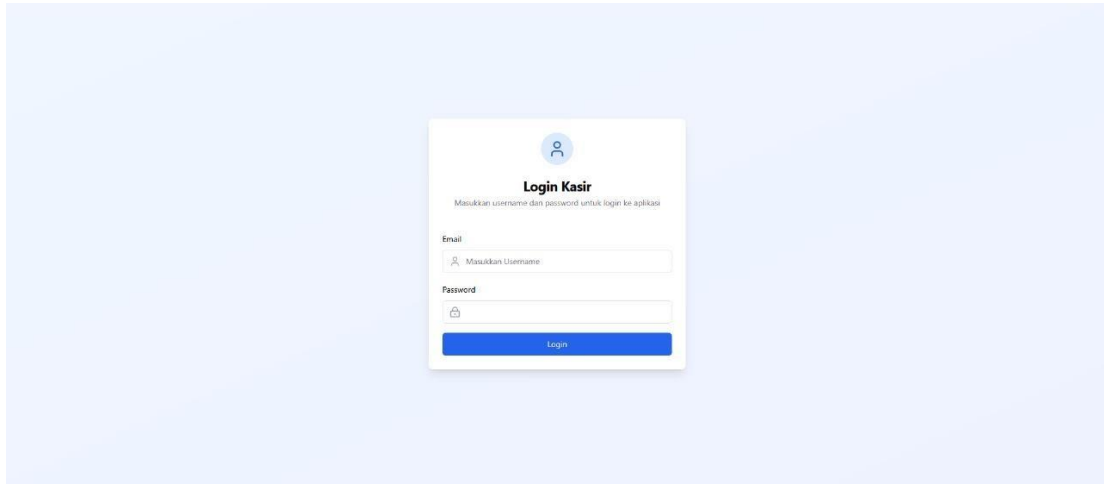 Login Kasir
Masukkan username dan password untuk login ke aplikasi
Email
Masukkan Username
Password
Login